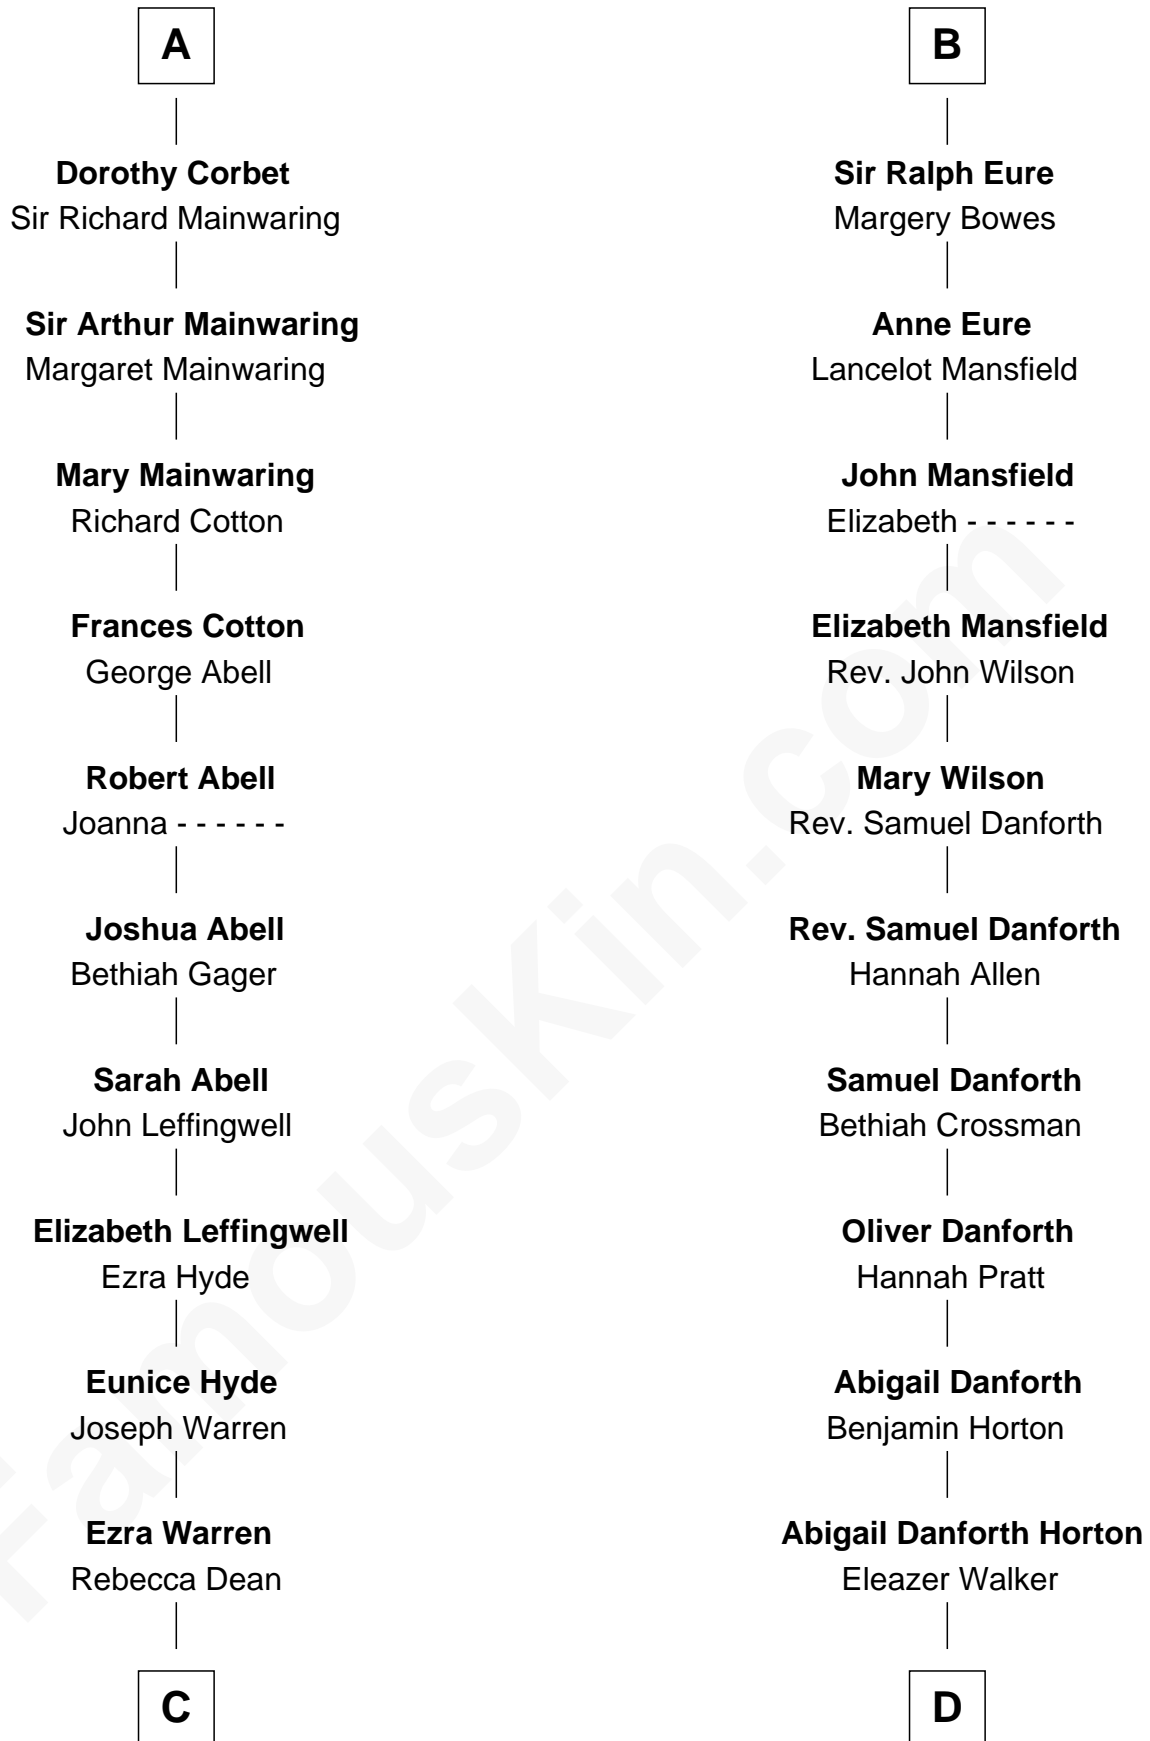 A
Dorothy Corbet
Sir Richard Mainwaring
Sir Arthur Mainwaring
Margaret Mainwaring
Mary Mainwaring
Richard Cotton
Frances Cotton
George Abell
Robert Abell
Joanna - - - - - -
Joshua Abell
Bethiah Gager
Sarah Abell
John Leffingwell
Elizabeth Leffingwell
Ezra Hyde
Eunice Hyde
Joseph Warren
Ezra Warren
Rebecca Dean
C
B
Sir Ralph Eure
Margery Bowes
Anne Eure
Lancelot Mansfield
John Mansfield
Elizabeth - - - - - -
Elizabeth Mansfield
Rev. John Wilson
Mary Wilson
Rev. Samuel Danforth
Rev. Samuel Danforth
Hannah Allen
Samuel Danforth
Bethiah Crossman
Oliver Danforth
Hannah Pratt
Abigail Danforth
Benjamin Horton
Abigail Danforth Horton
Eleazer Walker
D
FamousKin.com